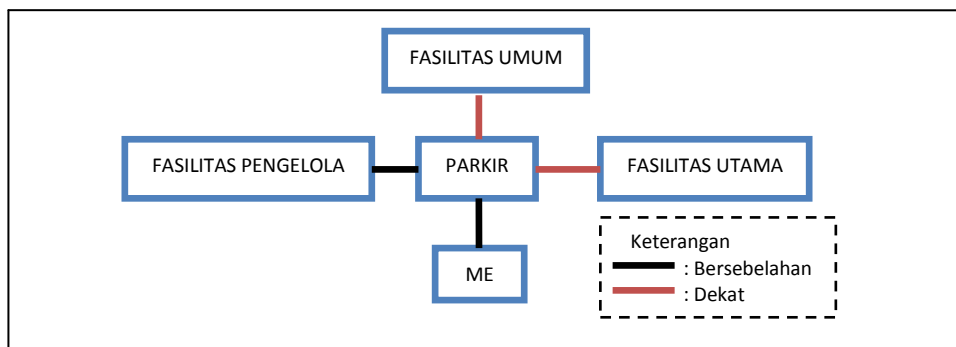 FASILITAS UMUM
FASILITAS PENGELOLA
PARKIR
FASILITAS UTAMA
ME
Keterangan
: Bersebelahan
: Dekat